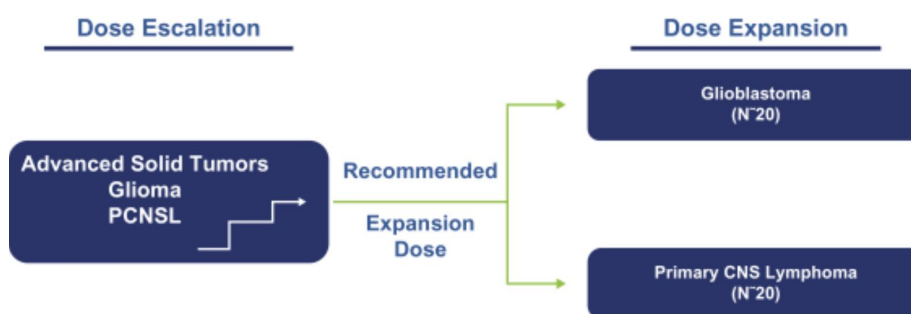 Dose Escalation
Dose Expansion
Advanced Solid Tumors
Glioma
PCNSL
Recommended
Expansion
Dose
Glioblastoma
(N~20)
Primary CNS Lymphoma
(N~20)